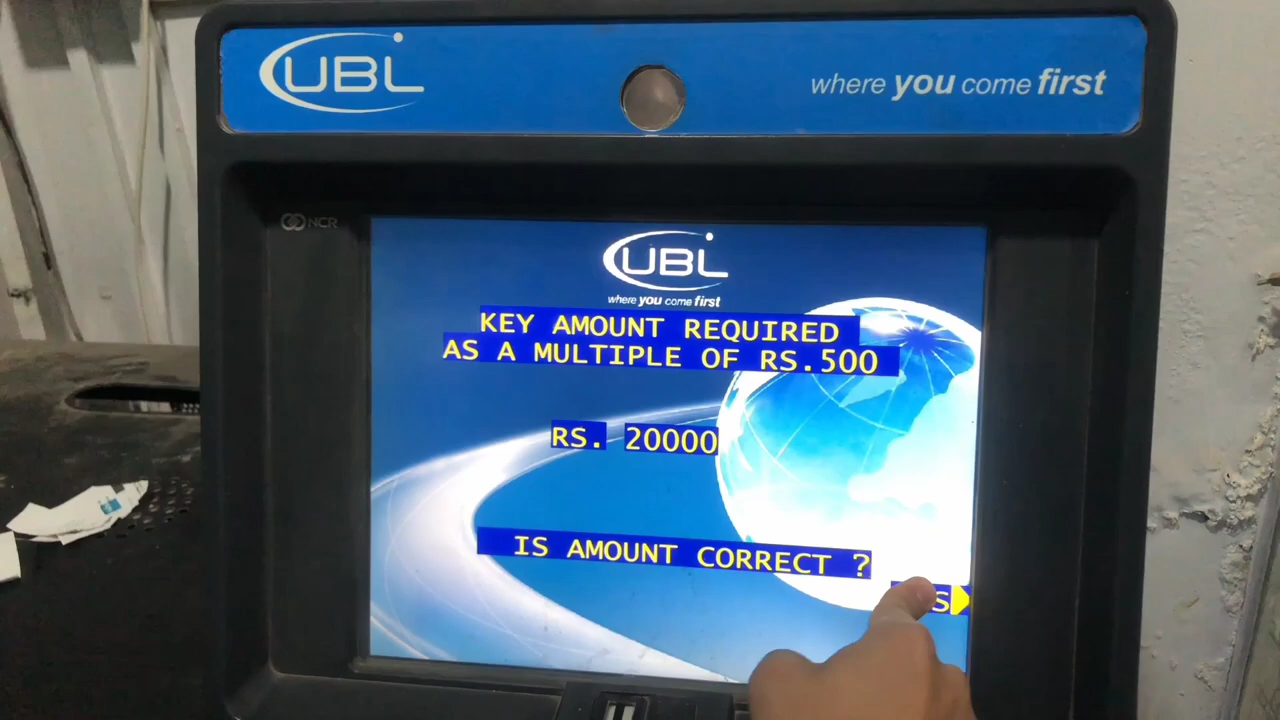 UBL
where you come first
NCR
UBL
where you come first
KEY AMOUNT REQUIRED
AS A MULTIPLE OF RS.500
RS. 20000
IS AMOUNT CORRECT ?